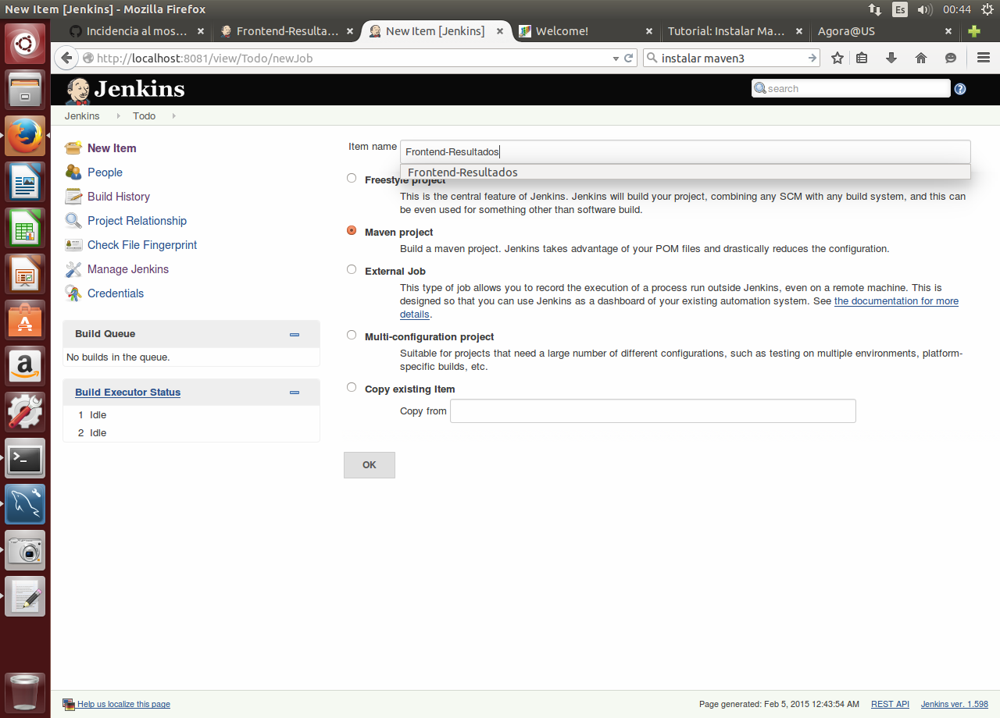 New Item [Jenkins] - Mozilla Firefox
Es
00:44
Incidencia al mos...
Frontend-Resulta...
New Item [Jenkins]
Welcome!
Tutorial: Instalar Ma...
Agora@US
http://localhost:8081/view/Todo/newJob
instalar maven3
Jenkins
search
Jenkins
Todo
New Item
People
Build History
Project Relationship
Check File Fingerprint
Manage Jenkins
Credentials
Build Queue
No builds in the queue.
Build Executor Status
1 Idle
2 Idle
Item name
Frontend-Resultados
Frontend-Resultados
Freestyle project
This is the central feature of Jenkins. Jenkins will build your project, combining any SCM with any build system, and this can
be even used for something other than software build.
Maven project
Build a maven project. Jenkins takes advantage of your POM files and drastically reduces the configuration.
External Job
This type of job allows you to record the execution of a process run outside Jenkins, even on a remote machine. This is
designed so that you can use Jenkins as a dashboard of your existing automation system. See the documentation for more
details.
Multi-configuration project
Suitable for projects that need a large number of different configurations, such as testing on multiple environments, platform-
specific builds, etc.
Copy existing Item
Copy from
OK
Help us localize this page
Page generated: Feb 5, 2015 12:43:54 AM
REST API
Jenkins ver. 1.598